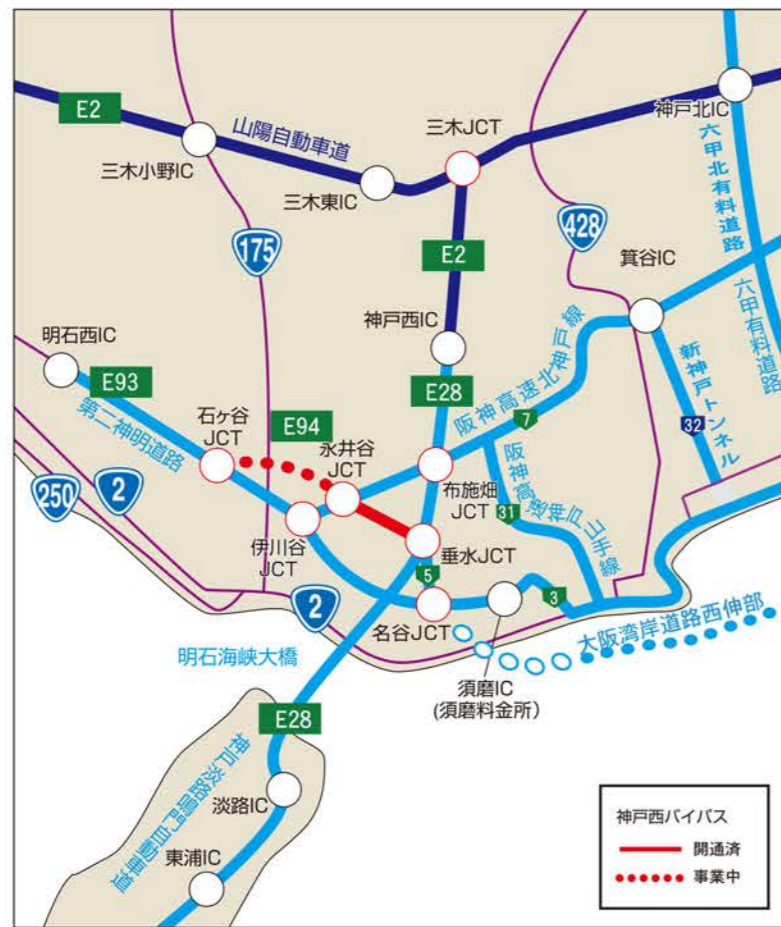 E2
山陽自動車道
三木小野IC
三木東IC
三木JCT
神戸北IC
六甲北有料道路
六甲有料道路
175
428
E2
箕谷IC
神戸西IC
明石西IC
E93
第二神明道路
E28
阪神高速北神戸線
7
新神戸トンネル
32
石ヶ谷
JCT
E94
永井谷
JCT
布施畑
JCT
阪神高速神戸山手線
31
250
2
伊川谷
JCT
垂水JCT
5
3
2
名谷JCT
大阪湾岸道路西伸部
明石海峡大橋
須磨IC
(須磨料金所)
E28
神戸淡路鳴門自動車道
淡路IC
東浦IC
神戸西バイパス
開通済
事業中